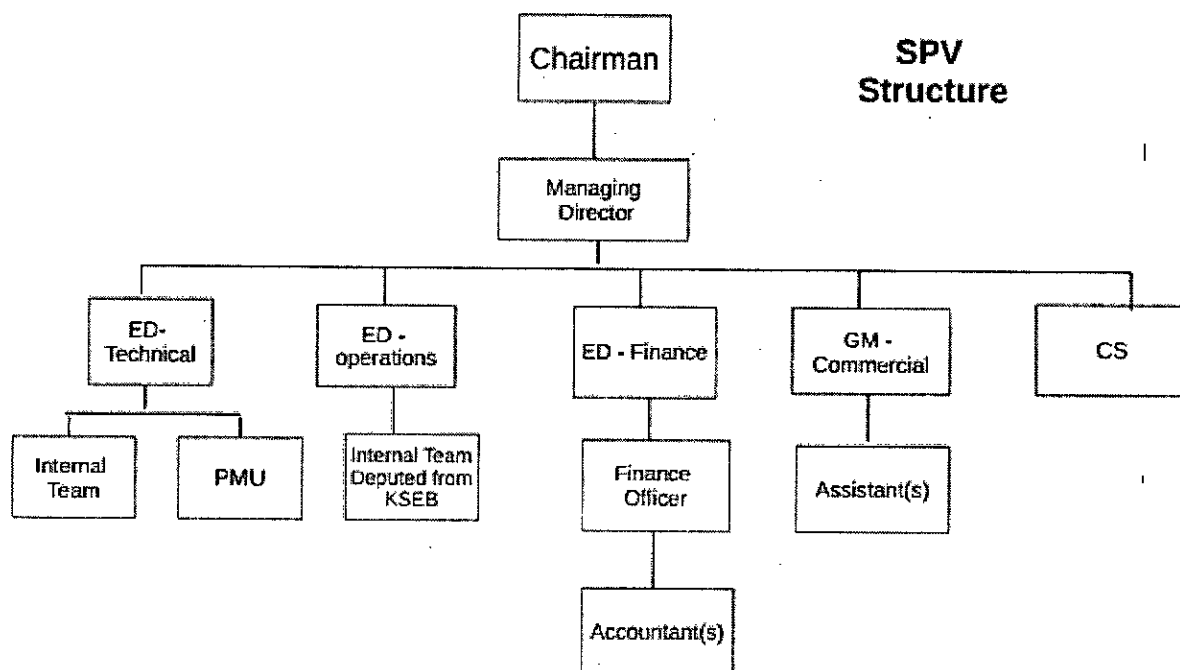 Chairman
SPV
Structure
Managing
Director
ED-
Technical
ED -
operations
ED - Finance
GM -
Commercial
CS
Internal
Team
PMU
Internal Team
Deputed from
KSEB
Finance
Officer
Assistant(s)
Accountant(s)